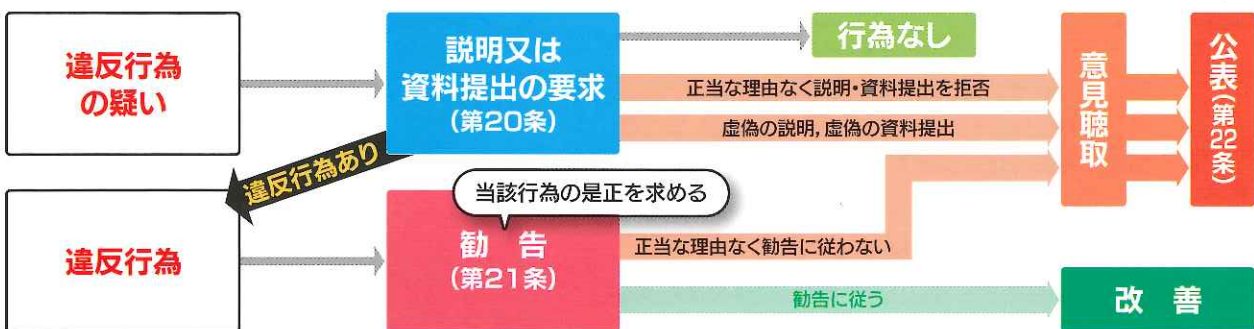 違反行為
の疑い
説明又は
資料提出の要求
(第20条)
行為なし
正当な理由なく説明・資料提出を拒否
虚偽の説明,虚偽の資料提出
意見聴取
公表(第22条)
違反行為あり
当該行為の是正を求める
違反行為
勧 告
(第21条)
正当な理由なく勧告に従わない
勧告に従う
改 善